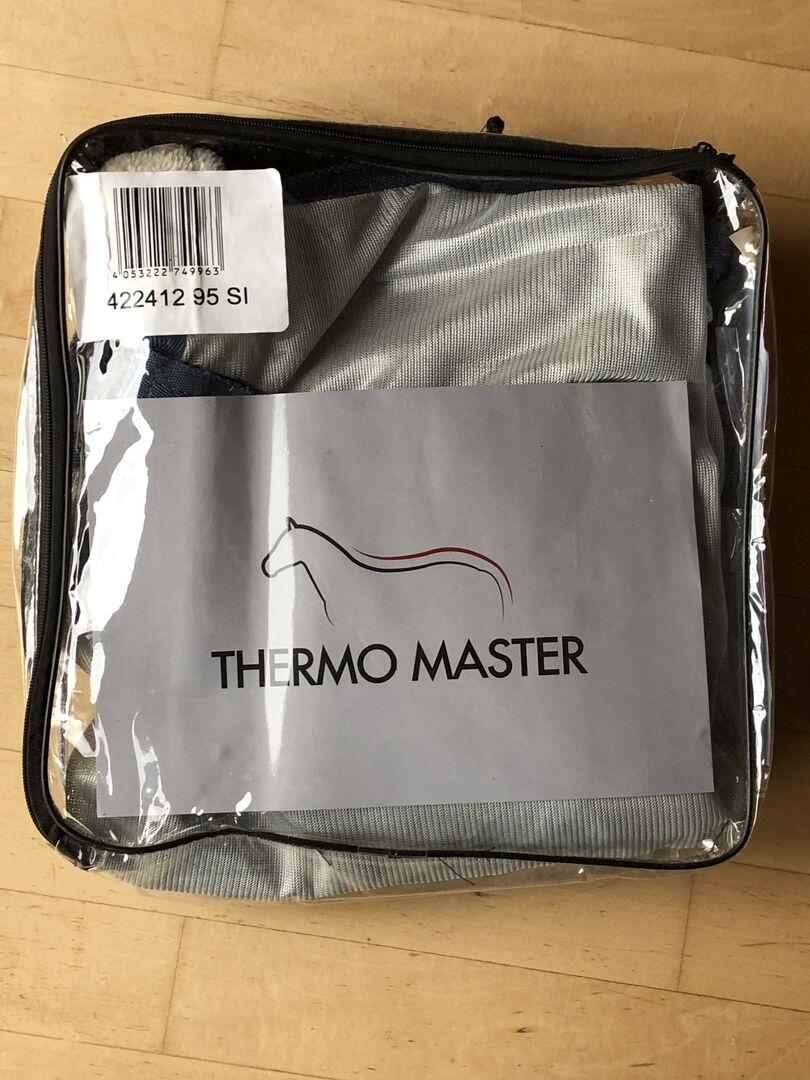 4 053222 749963
422412 95 SI
THERMO MASTER